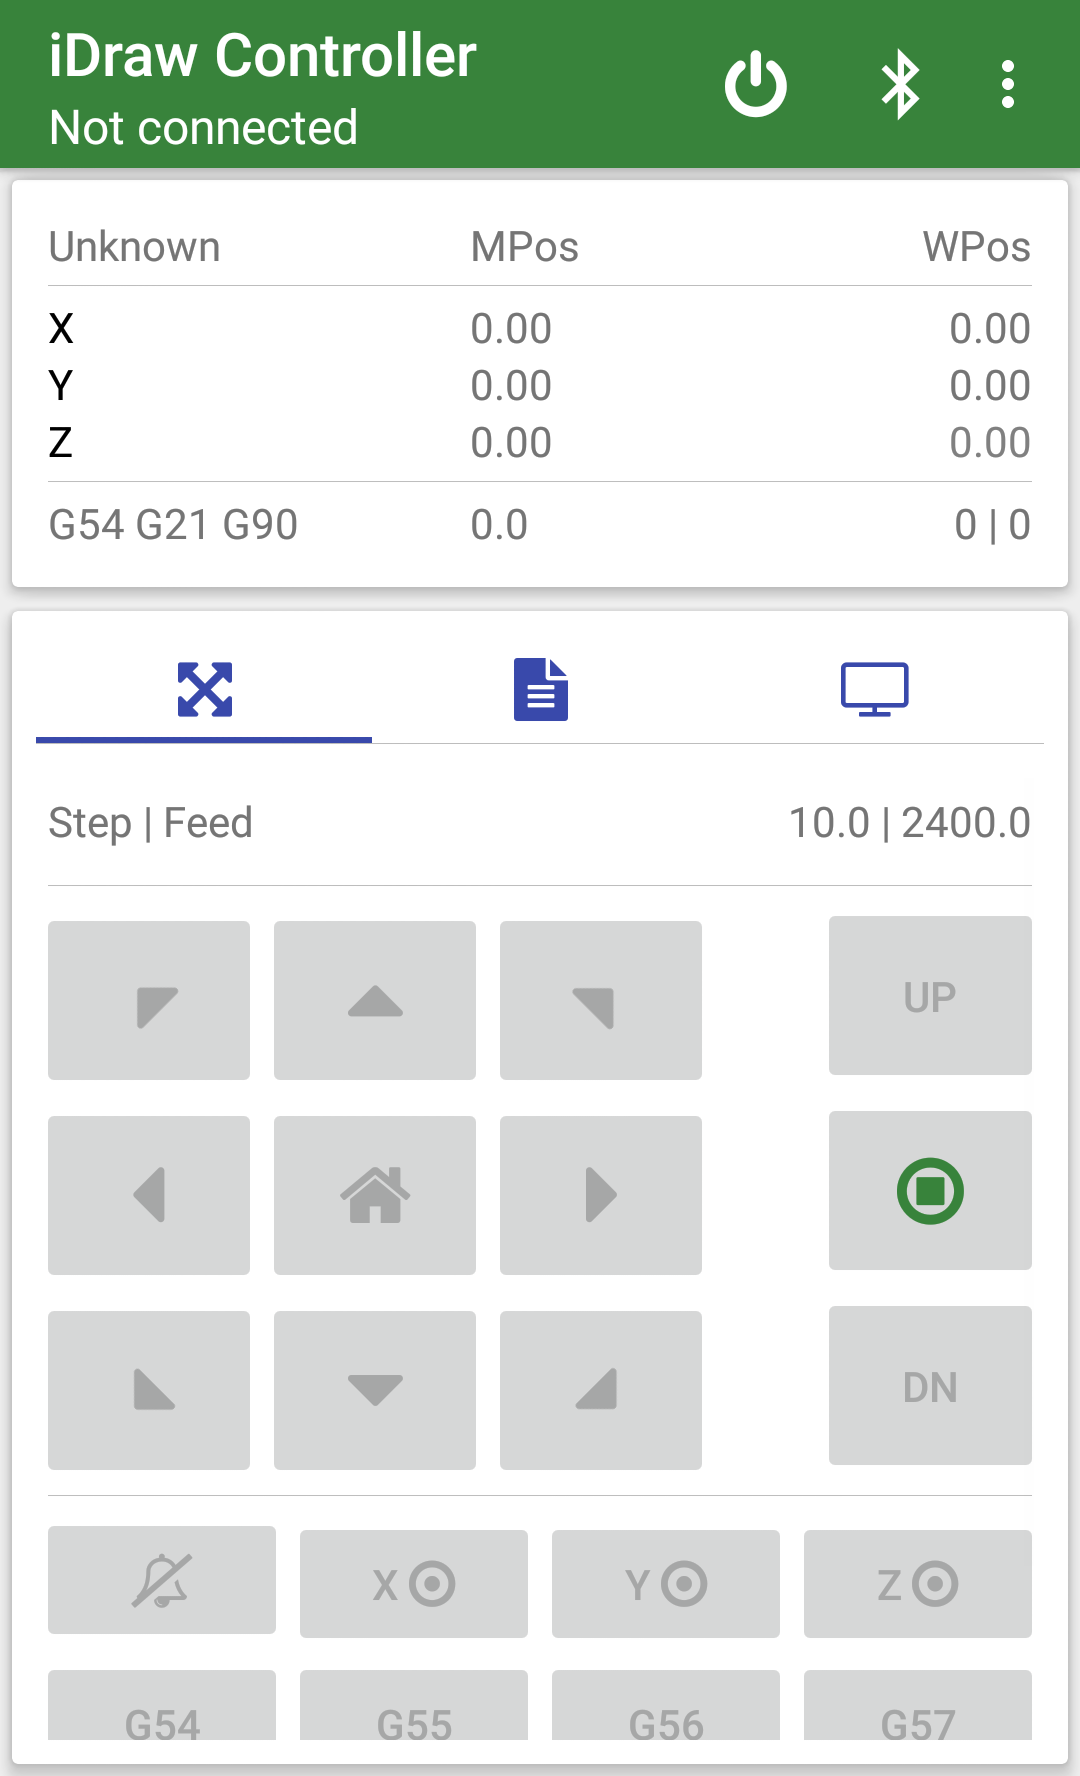 iDraw Controller
Not connected
Unknown MPos WPos
X 0.00 0.00
Y 0.00 0.00
Z 0.00 0.00
G54 G21 G90 0.0 0 | 0
Step | Feed 10.0 | 2400.0
UP
DN
X Y Z
G54 G55 G56 G57